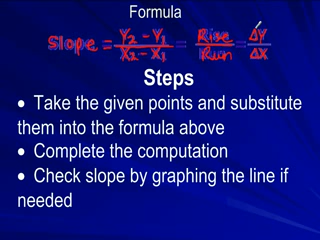 Formula
Slope = Y₂ - Y₁ / X₂ - X₁ = Rise / Run = ΔY / ΔX
Steps
• Take the given points and substitute
them into the formula above
• Complete the computation
• Check slope by graphing the line if
needed